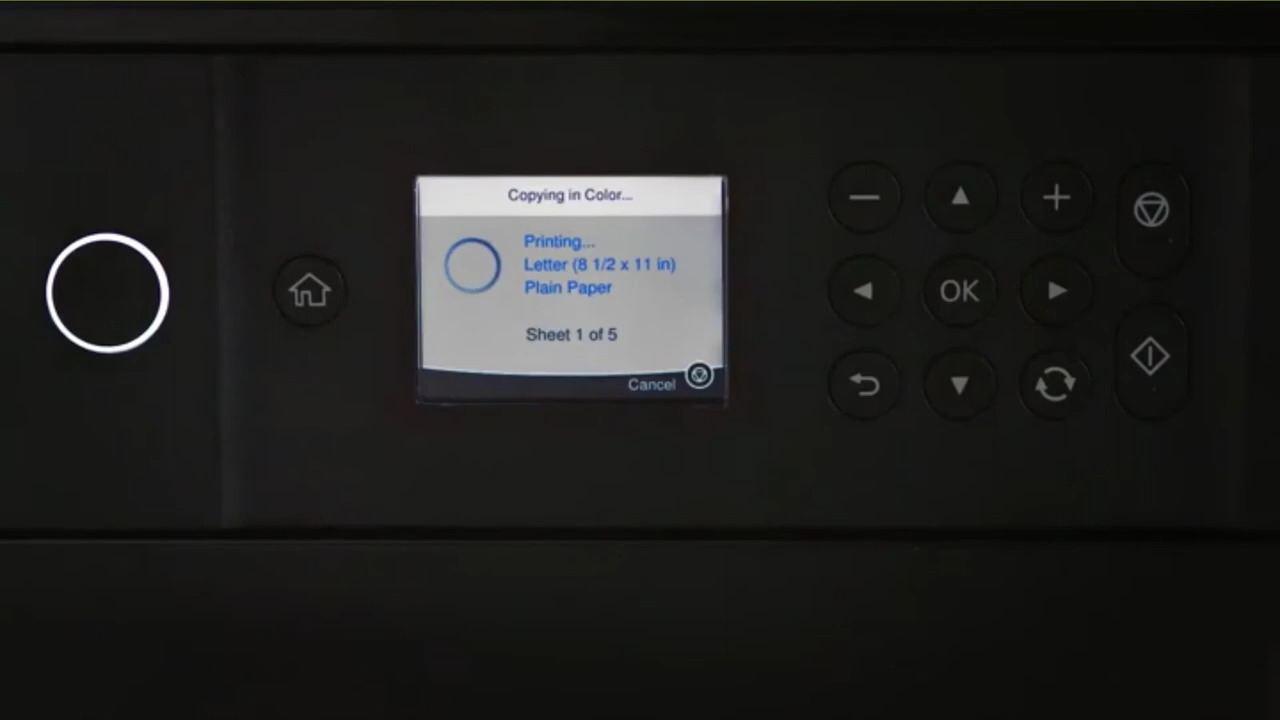 Copying in Color...
Printing...
Letter (8 1/2 x 11 in)
Plain Paper
Sheet 1 of 5
Cancel
OK